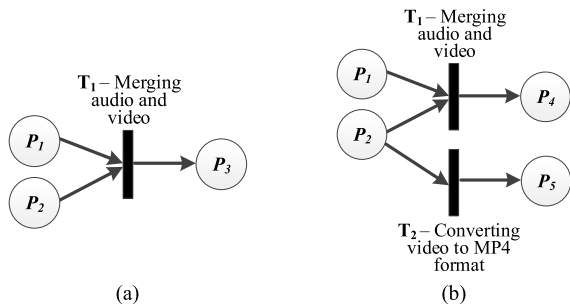 T1 – Merging
audio and
video
P1
P2
P3
(a)
T1 – Merging
audio and
video
P1
P4
P2
P5
T2 – Converting
video to MP4
format
(b)